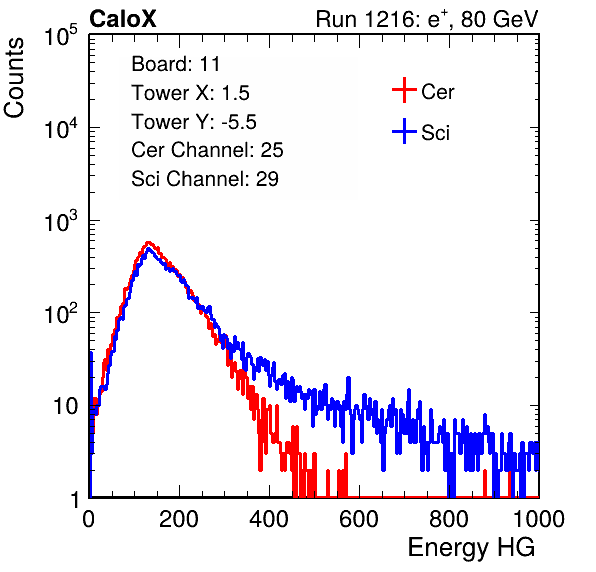 CaloX Run 1216: e⁺, 80 GeV
Counts
Board: 11
Tower X: 1.5
Tower Y: -5.5
Cer Channel: 25
Sci Channel: 29
Cer
Sci
10⁵
10⁴
10³
10²
10
1
0 200 400 600 800 1000
Energy HG